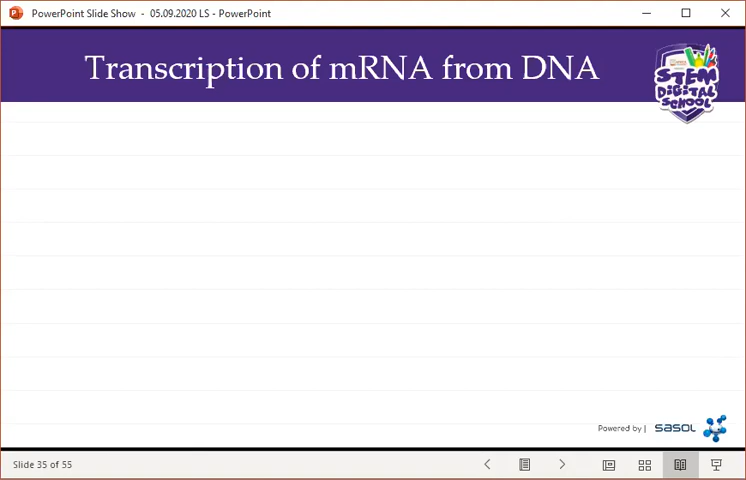 PowerPoint Slide Show - 05.09.2020 LS - PowerPoint
Transcription of mRNA from DNA
STEM
DIGITAL
SCHOOL
Powered by | sasol
Slide 35 of 55